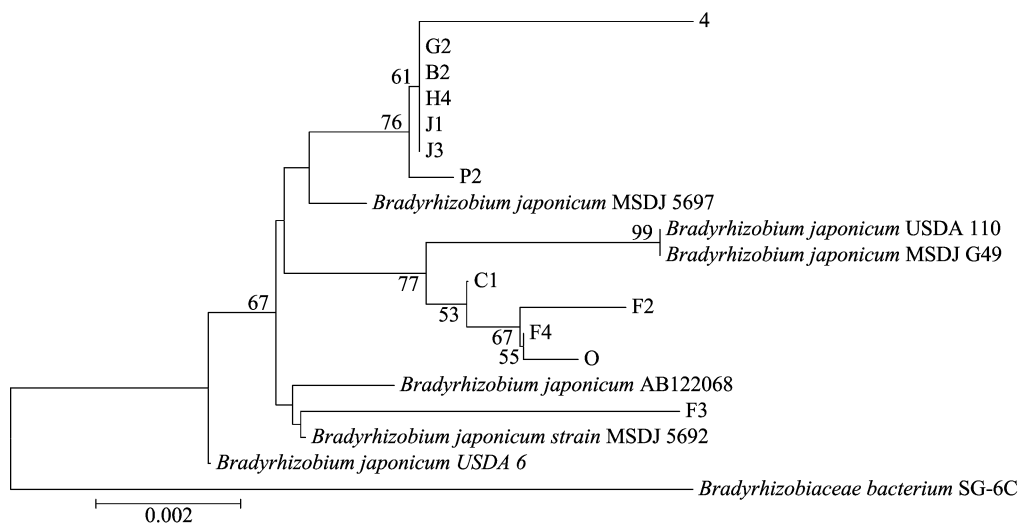 4
G2
B2
61
H4
J1
76
J3
P2
Bradyrhizobium japonicum MSDJ 5697
Bradyrhizobium japonicum USDA 110
99
Bradyrhizobium japonicum MSDJ G49
77
C1
53
F2
67
F4
67
55
O
Bradyrhizobium japonicum AB122068
F3
Bradyrhizobium japonicum strain MSDJ 5692
Bradyrhizobium japonicum USDA 6
Bradyrhizobiaceae bacterium SG-6C
0.002